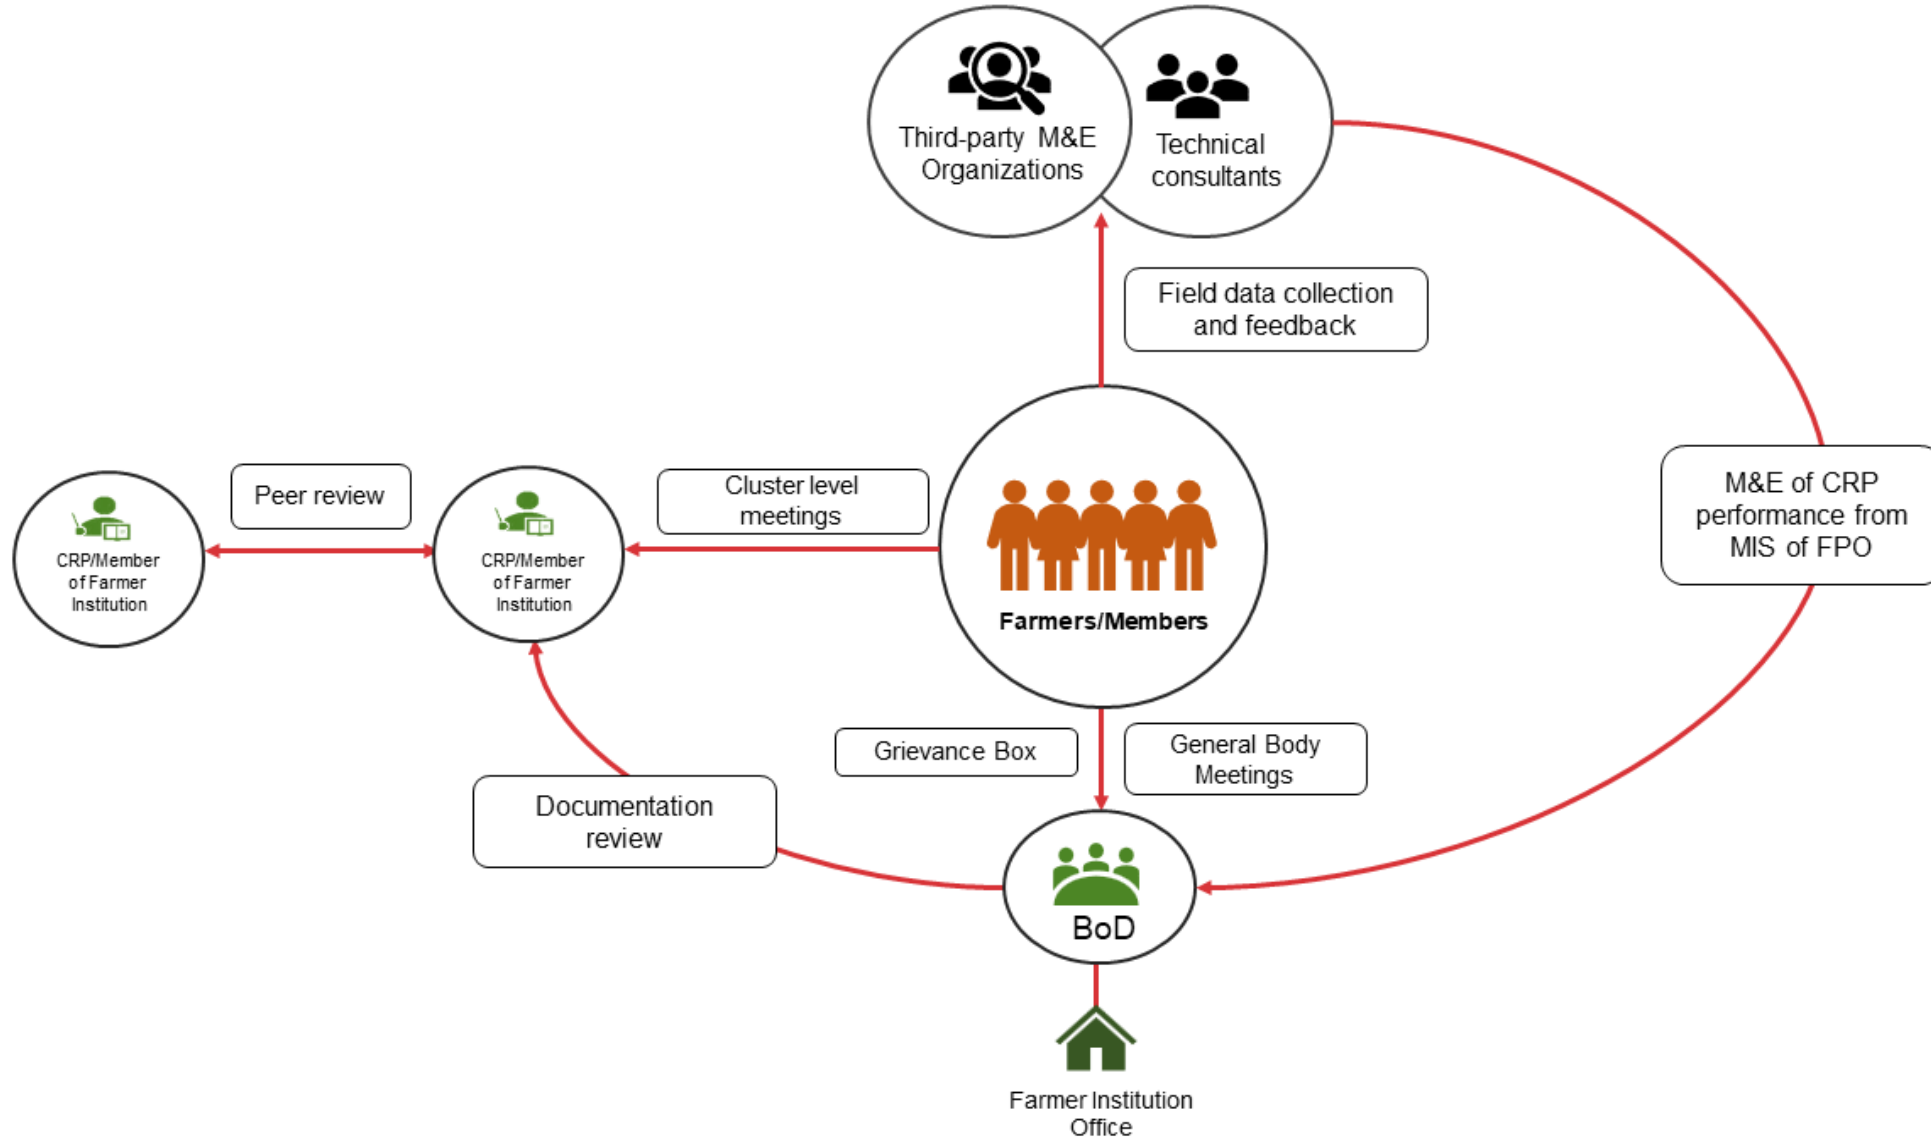 Third-party M&E
Organizations
Technical
consultants
Field data collection
and feedback
Peer review
Cluster level
meetings
M&E of CRP
performance from
MIS of FPO
CRP/Member
of Farmer
Institution
CRP/Member
of Farmer
Institution
Farmers/Members
Grievance Box
General Body
Meetings
Documentation
review
BoD
Farmer Institution
Office